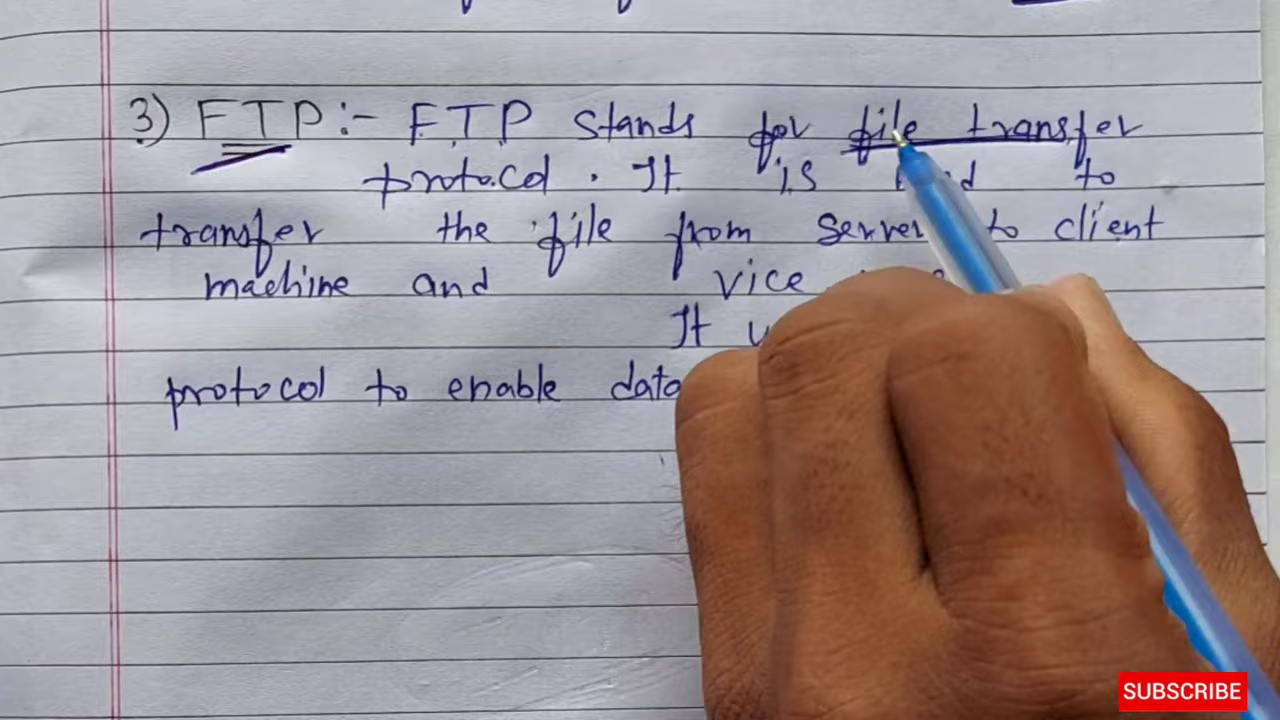 3) FTP:- FTP stands for file transfer
protocol. It is to
transfer the file from server to client
machine and vice
It
protocol to enable data
SUBSCRIBE